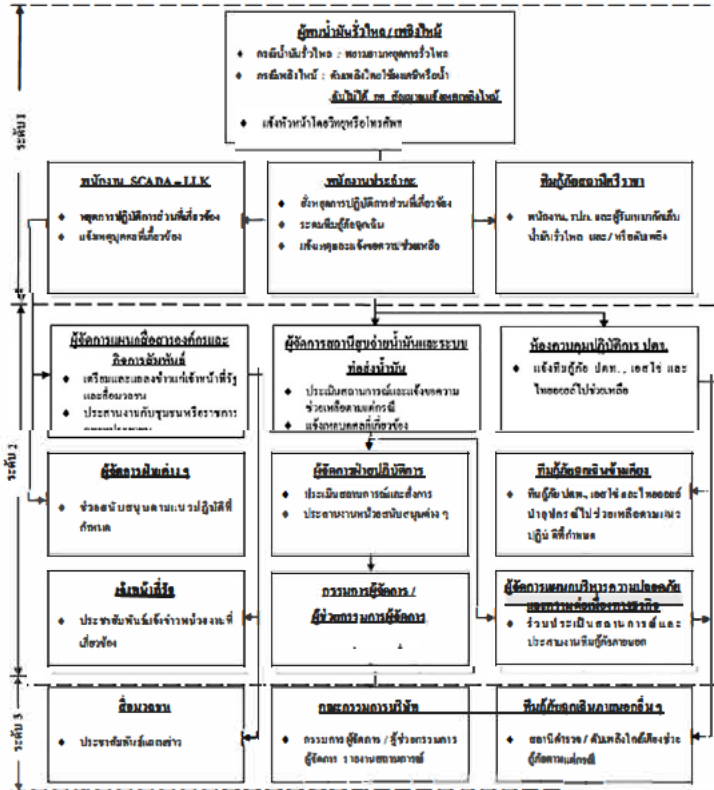 ผู้พบน้ำมันรั่วไหล / เพลิงไหม้
กรณีน้ำมันรั่วไหล : พยายามหยุดการรั่วไหล
กรณีเพลิงไหม้ : ดับเพลิงโดยใช้ผงเคมีหรือน้ำ
ดับไม่ได้ กด สัญญาณแจ้งเหตุเพลิงไหม้
แจ้งหัวหน้าโดยวิทยุหรือโทรศัพท์
ระดับ 1
พนักงาน SCADA – LLK
หยุดการปฏิบัติการส่วนที่เกี่ยวข้อง
แจ้งเหตุบุคคลที่เกี่ยวข้อง
พนักงานประจำกะ
สั่งหยุดการปฏิบัติการส่วนที่เกี่ยวข้อง
ระดมทีมกู้ภัยฉุกเฉิน
แจ้งเหตุและแจ้งขอความช่วยเหลือ
ทีมกู้ภัยสถานีศรีราชา
พนักงาน, รปภ. และผู้รับเหมากักเก็บ
น้ำมันรั่วไหล และ / หรือดับเพลิง
ระดับ 2
ผู้จัดการแผนกสื่อสารองค์กรและ
กิจการสัมพันธ์
เตรียมและแถลงข่าวแก่เจ้าหน้าที่รัฐ
และสื่อมวลชน
ประสานงานกับชุมชนหรือราชการ
ผู้จัดการสถานีสูบจ่ายน้ำมันและระบบ
ท่อส่งน้ำมัน
ประเมินสถานการณ์และแจ้งขอความ
ช่วยเหลือตามแต่กรณี
แจ้งเหตุบุคคลที่เกี่ยวข้อง
ห้องควบคุมปฏิบัติการ ปตท.
แจ้งทีมกู้ภัย ปตท., เอสโซ่ และ
ไทยออยล์ไปช่วยเหลือ
ผู้จัดการฝ่ายต่าง ๆ
ช่วยสนับสนุนตามแนวปฏิบัติที่
กำหนด
ผู้จัดการฝ่ายปฏิบัติการ
ประเมินสถานการณ์และสั่งการ
ประสานงานหน่วยสนับสนุนต่าง ๆ
ทีมกู้ภัยฉุกเฉินข้างเคียง
ทีมกู้ภัย ปตท., เอสโซ่ และไทยออยล์
นำอุปกรณ์ไปช่วยเหลือตามแนว
ปฏิบัติที่กำหนด
เจ้าหน้าที่รัฐ
ประชาสัมพันธ์แจ้งข่าวหน่วยงานที่
เกี่ยวข้อง
กรรมการผู้จัดการ /
ผู้ช่วยกรรมการผู้จัดการ
ผู้จัดการแผนกบริหารความปลอดภัย
และความต่อเนื่องทางธุรกิจ
ร่วมประเมินสถานการณ์และ
ประสานงานทีมกู้ภัยภายนอก
ระดับ 3
สื่อมวลชน
ประชาสัมพันธ์แถลงข่าว
คณะกรรมการบริษัท
กรรมการผู้จัดการ / ผู้ช่วยกรรมการ
ผู้จัดการ รายงานสถานการณ์
ทีมกู้ภัยฉุกเฉินภายนอกอื่น ๆ
สถานีตำรวจ / ดับเพลิงใกล้เคียงช่วย
กู้ภัยตามแต่กรณี